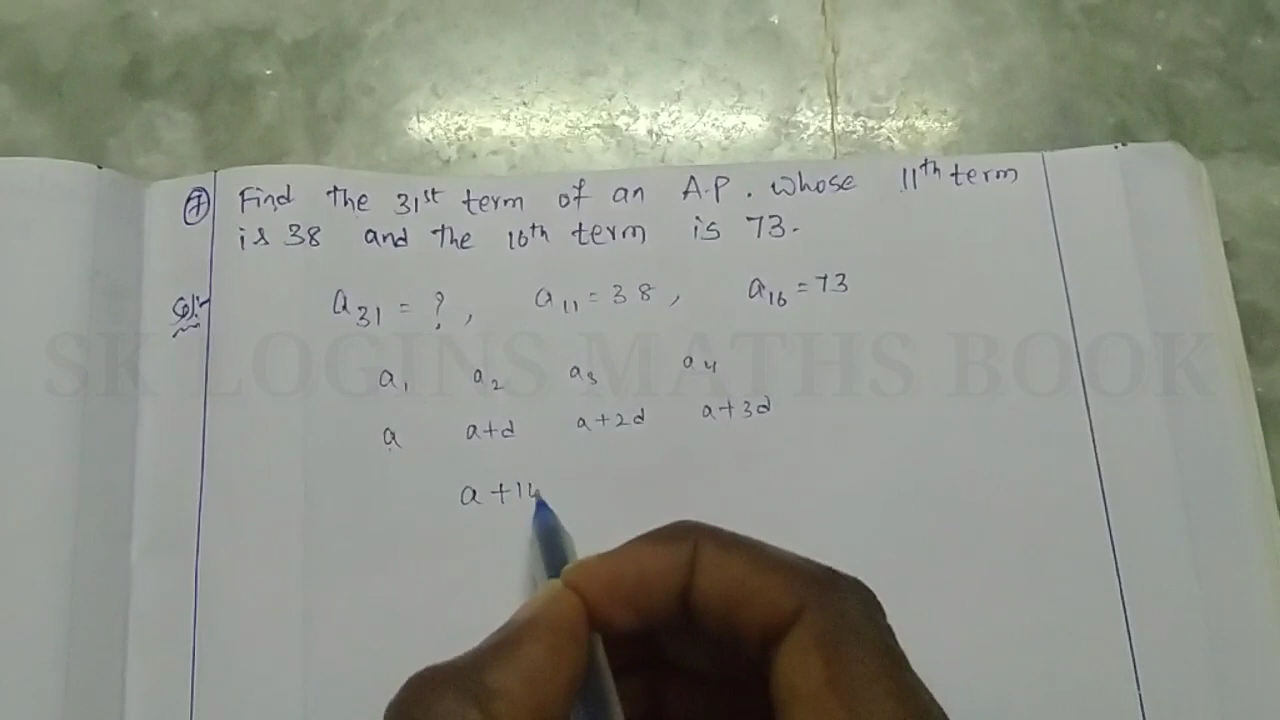 7 Find the 31st term of an A.P. whose 11th term
is 38 and the 16th term is 73.
Sol:-
a31 = ?, a11 = 38, a16 = 73
SK LOGINS MATHS BOOK
a1 a2 a3 a4
a a+d a+2d a+3d
a+14